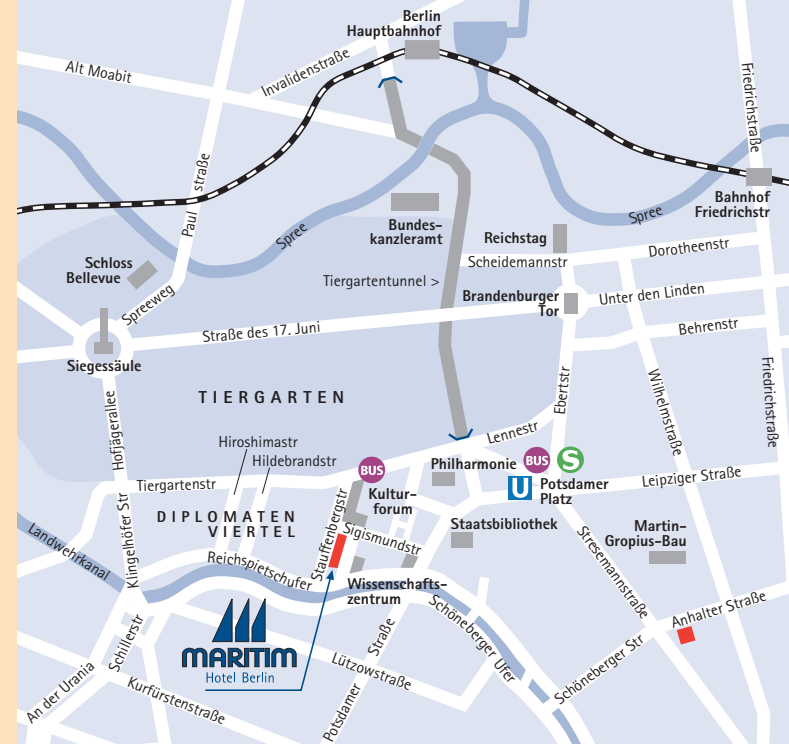 Berlin
Hauptbahnhof
Alt Moabit
Invalidenstraße
Friedrichstraße
Paul straße
Bahnhof
Friedrichstr
Spree
Spree
Bundes-
kanzleramt
Reichstag
Scheidemannstr
Dorotheenstr
Schloss
Bellevue
Spreeweg
Tiergartentunnel >
Brandenburger
Tor
Unter den Linden
Straße des 17. Juni
Behrenstr
Siegessäule
TIERGARTEN
Hofjägerallee
Ebertstr
Wilhelmstraße
Friedrichstraße
Lennestr
Hiroshimastr
Hildebrandstr
BUS
Philharmonie
BUS
S
U
Potsdamer
Platz
Leipziger Straße
Tiergartenstr
Kultur-
forum
DIPLOMATEN
VIERTEL
Stauffenbergstr
Sigismundstr
Staatsbibliothek
Martin-
Gropius-Bau
Landwehrkanal
Klingelhöfer Str
Reichspietschufer
Wissenschafts-
zentrum
Stresemannstraße
Anhalter Straße
Schöneberger Ufer
Schöneberger Str
MARITIM
Hotel Berlin
Schillerstr
An der Urania
Kurfürstenstraße
Lützowstraße
Potsdamer Straße